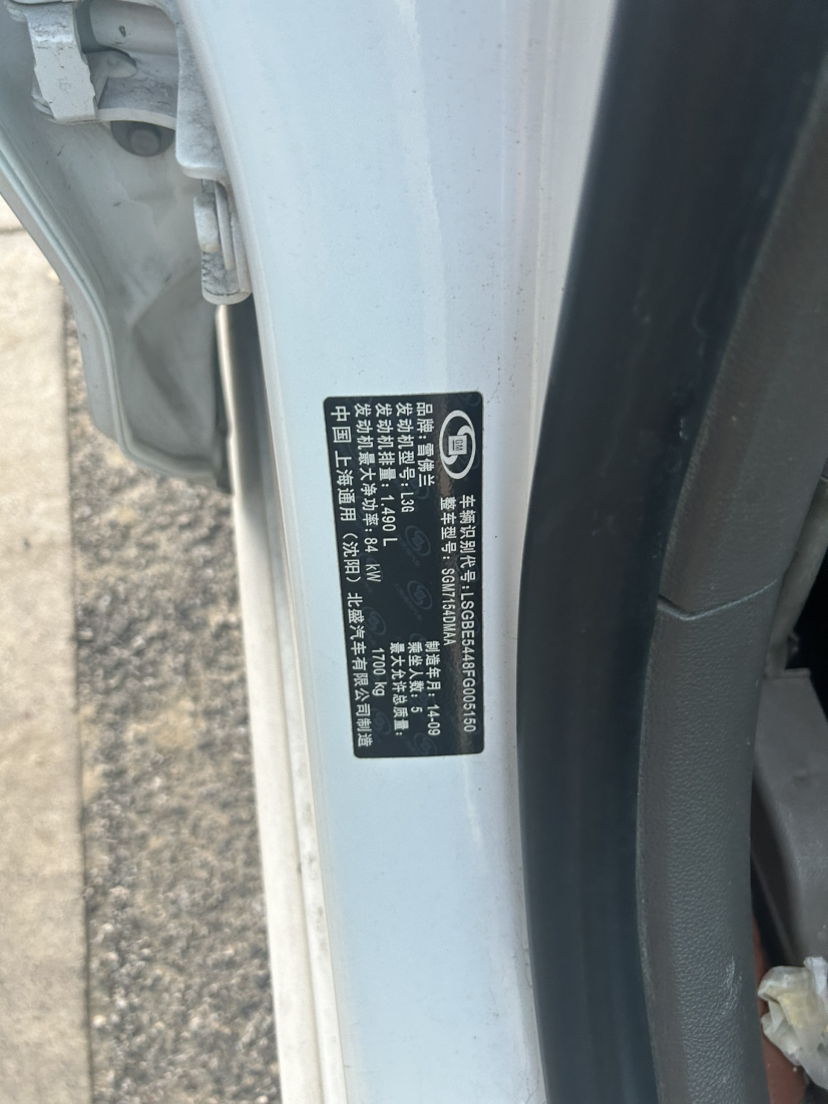 GM
车辆识别代号:LSGBE5448FG005150
整车型号: SGM7154DMAA
品牌:雪佛兰
制造年月: 14-09
发动机型号: L3G
乘坐人数: 5
发动机排量: 1.490L
最大允许总质量:
1700 kg
发动机最大净功率: 84 kW
中国 上海通用(沈阳)北盛汽车有限公司制造